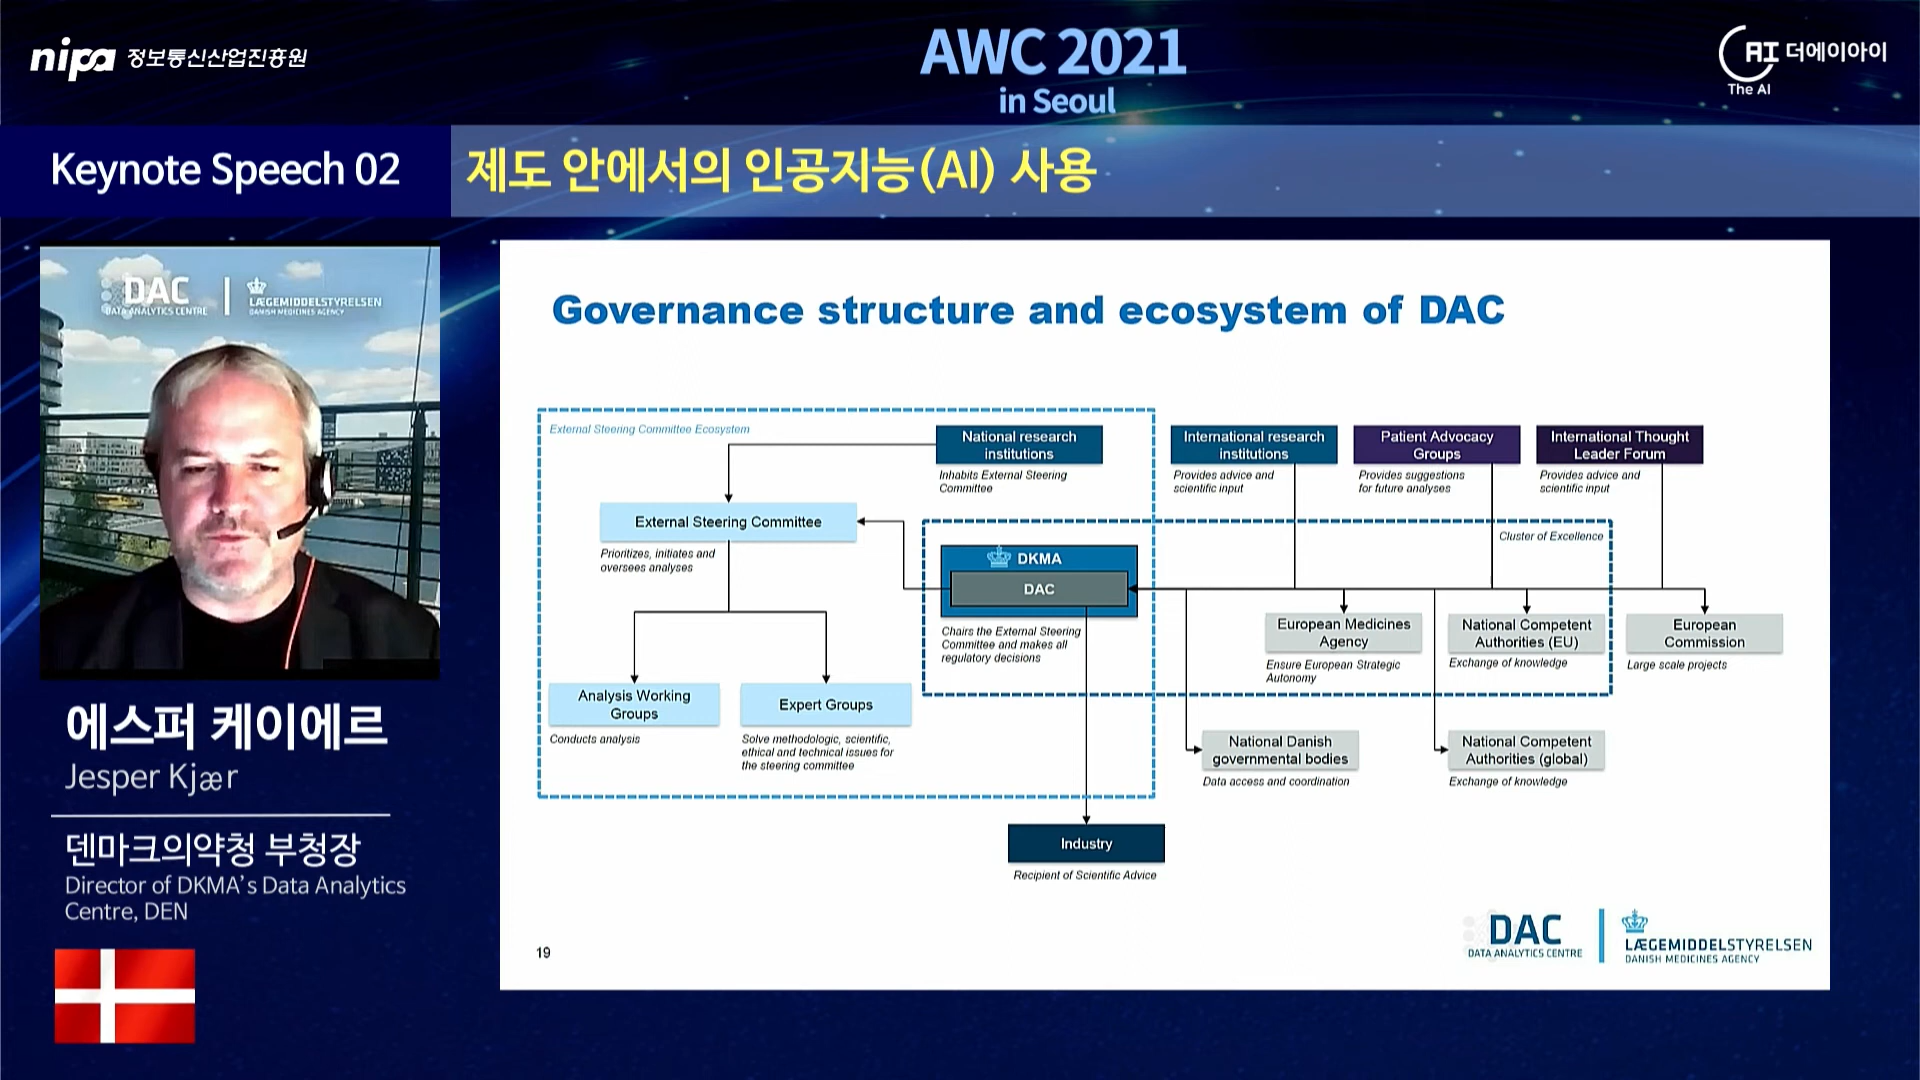 nipa 정보통신산업진흥원
AWC 2021
in Seoul
AI 더에이아이
The AI
Keynote Speech 02
제도 안에서의 인공지능(AI) 사용
DAC
DATA ANALYTICS CENTRE
LÆGEMIDDELSTYRELSEN
DANISH MEDICINES AGENCY
에스퍼 케이에르
Jesper Kjær
덴마크의약청 부청장
Director of DKMA's Data Analytics
Centre, DEN
Governance structure and ecosystem of DAC
External Steering Committee Ecosystem
National research
institutions
Inhabits External Steering
Committee
International research
institutions
Provides advice and
scientific input
Patient Advocacy
Groups
Provides suggestions
for future analyses
International Thought
Leader Forum
Provides advice and
scientific input
External Steering Committee
Prioritizes, initiates and
oversees analyses
Cluster of Excellence
DKMA
DAC
Chairs the External Steering
Committee and makes all
regulatory decisions
European Medicines
Agency
Ensure European Strategic
Autonomy
National Competent
Authorities (EU)
Exchange of knowledge
European
Commission
Large scale projects
Analysis Working
Groups
Conducts analysis
Expert Groups
Solve methodologic, scientific,
ethical and technical issues for
the steering committee
National Danish
governmental bodies
Data access and coordination
National Competent
Authorities (global)
Exchange of knowledge
Industry
Recipient of Scientific Advice
19
DAC
DATA ANALYTICS CENTRE
LÆGEMIDDELSTYRELSEN
DANISH MEDICINES AGENCY